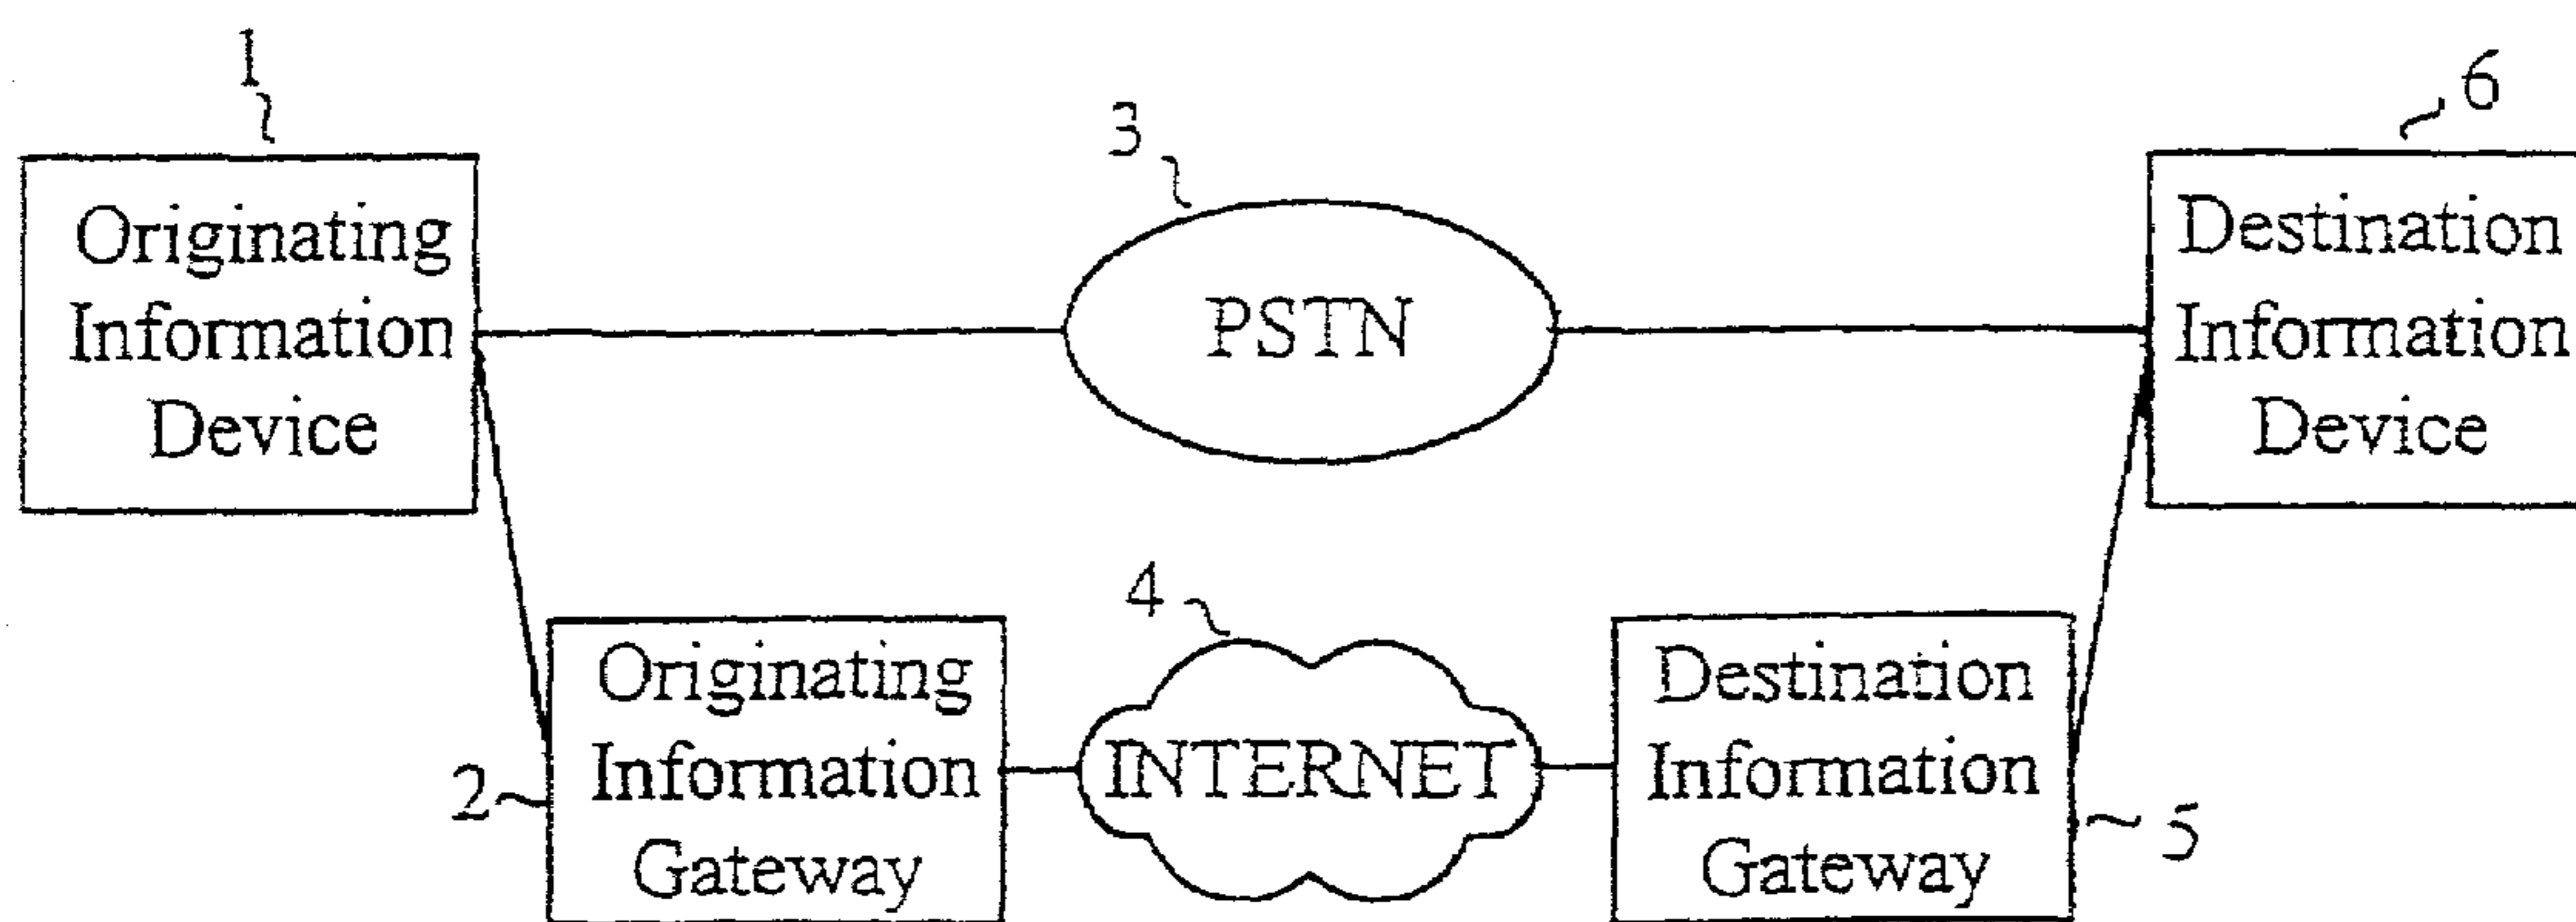 1
Originating
Information
Device
3
PSTN
6
Destination
Information
Device
2
Originating
Information
Gateway
4
INTERNET
Destination
Information
Gateway
5